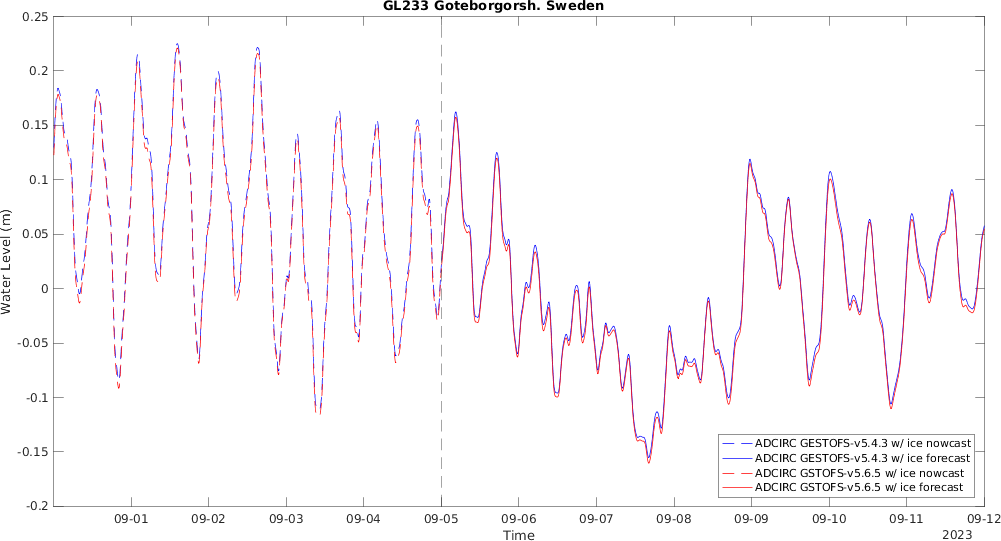 GL233 Goteborgorsh. Sweden
0.25
0.2
0.15
0.1
0.05
0
-0.05
-0.1
-0.15
-0.2
Water Level (m)
ADCIRC GESTOFS-v5.4.3 w/ ice nowcast
ADCIRC GESTOFS-v5.4.3 w/ ice forecast
ADCIRC GSTOFS-v5.6.5 w/ ice nowcast
ADCIRC GSTOFS-v5.6.5 w/ ice forecast
09-01 09-02 09-03 09-04 09-05 09-06 09-07 09-08 09-09 09-10 09-11 09-12
Time
2023